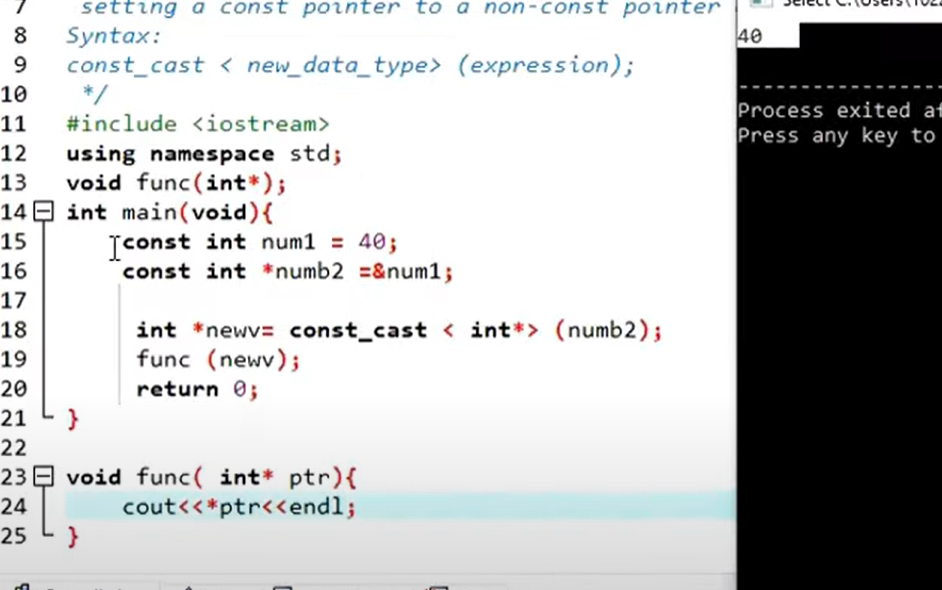 7 setting a const pointer to a non-const pointer
8 Syntax:
9 const_cast < new_data_type> (expression);
10 */
11 #include <iostream>
12 using namespace std;
13 void func(int*);
14 int main(void){
15 const int num1 = 40;
16 const int *numb2 =&num1;
17
18 int *newv= const_cast < int*> (numb2);
19 func (newv);
20 return 0;
21 }
22
23 void func( int* ptr){
24 cout<<*ptr<<endl;
25 }
Select C:\Users\
40
--------------
Process exited af
Press any key to